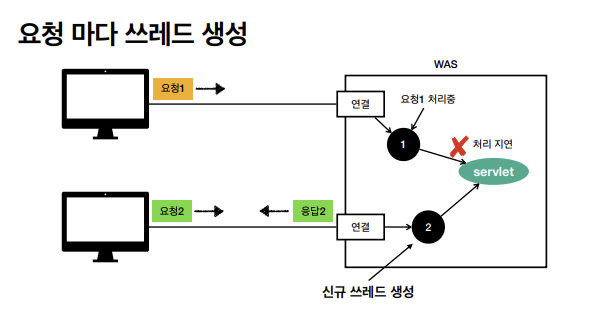 요청 마다 쓰레드 생성
WAS
요청1
연결
요청1 처리중
1
처리 지연
servlet
요청2
응답2
연결
2
신규 쓰레드 생성